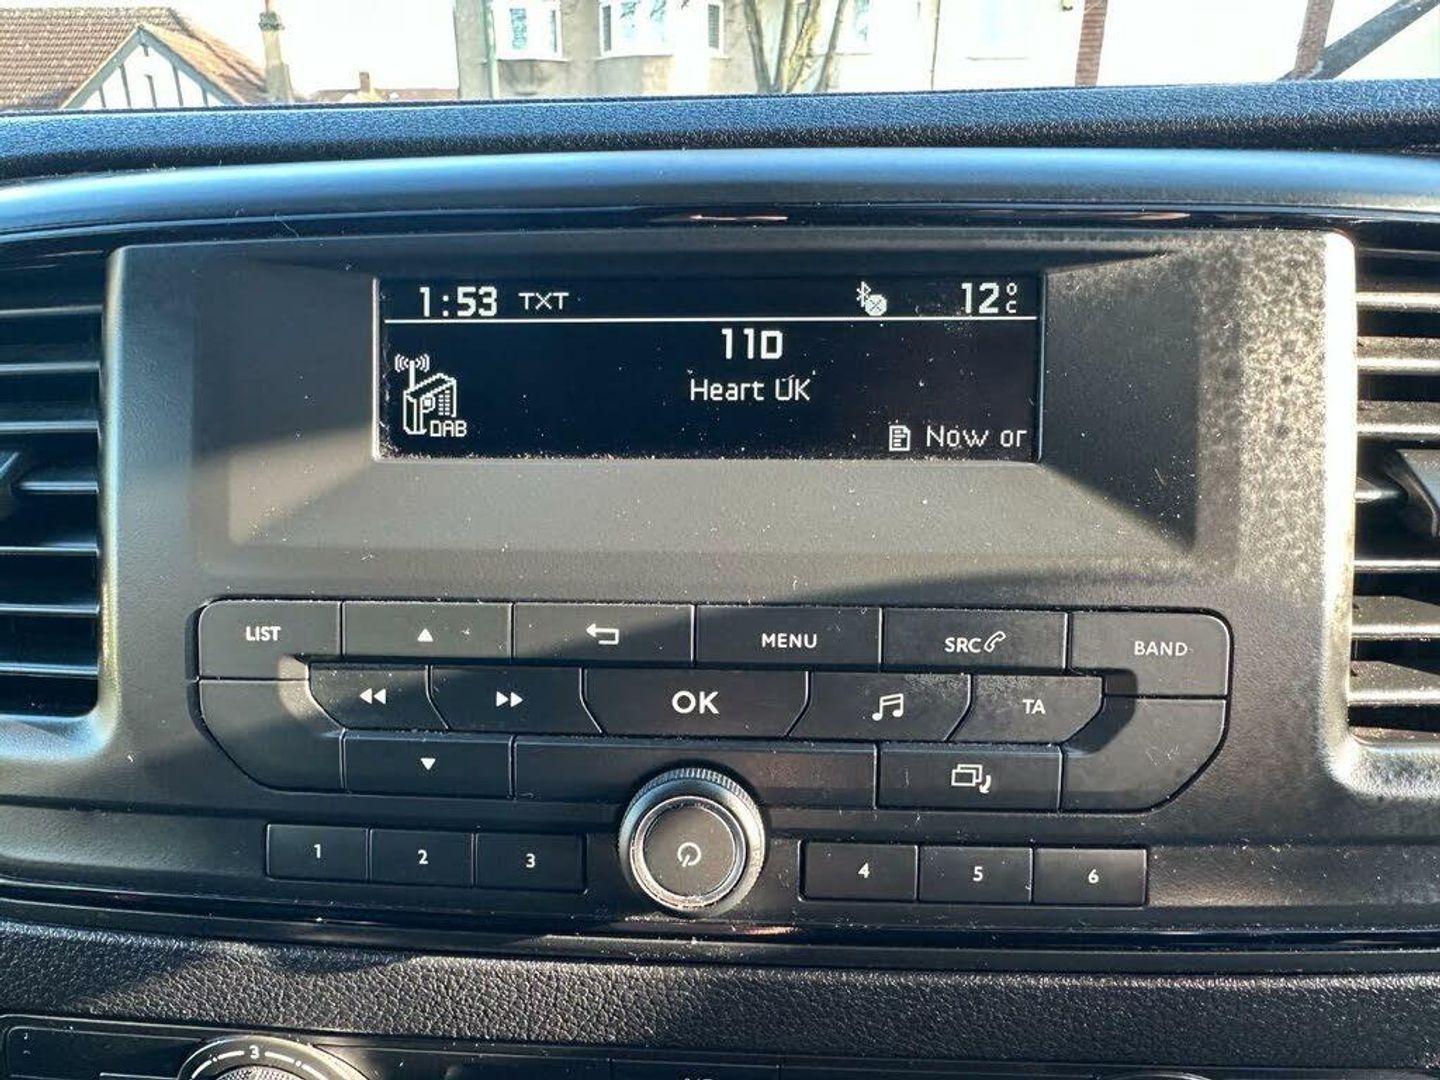 1:53 TXT 12°C
11D
Heart UK
DAB
Now or
LIST
MENU
SRC
BAND
OK
TA
1
2
3
4
5
6
3